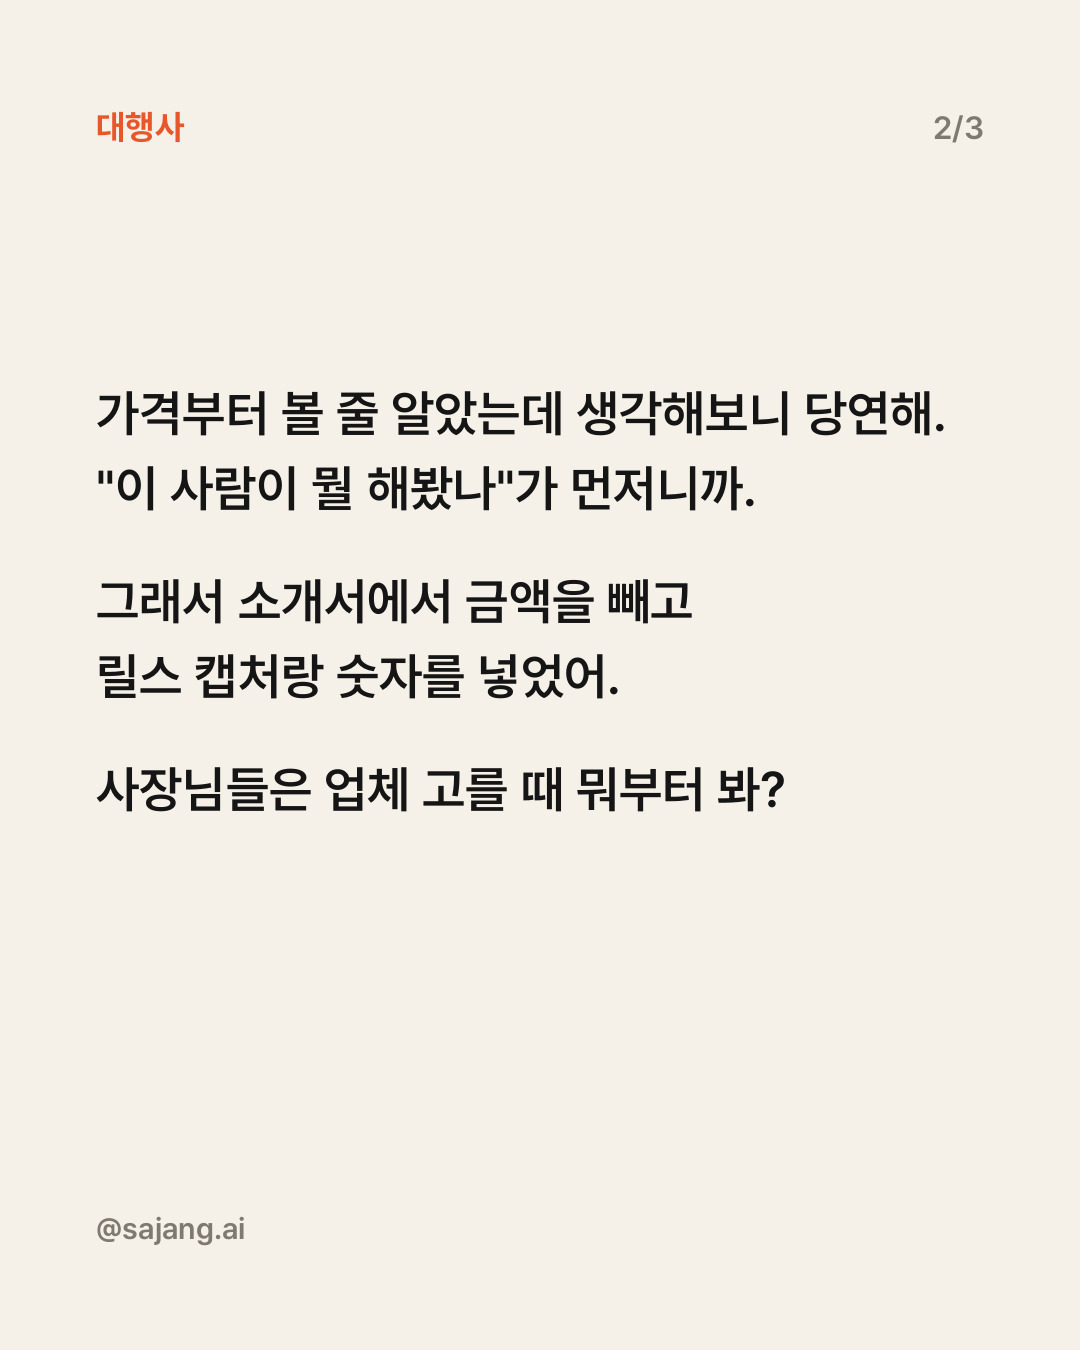 대행사
2/3
가격부터 볼 줄 알았는데 생각해보니 당연해.
"이 사람이 뭘 해봤나"가 먼저니까.
그래서 소개서에서 금액을 빼고
릴스 캡처랑 숫자를 넣었어.
사장님들은 업체 고를 때 뭐부터 봐?
@sajang.ai